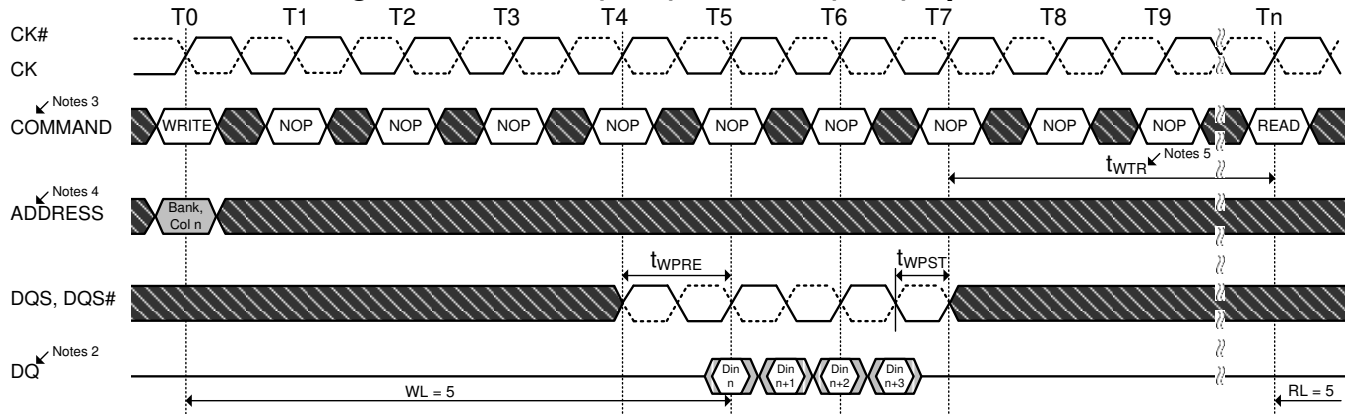 T0 T1 T2 T3 T4 T5 T6 T7 T8 T9 Tn
CK#
CK
Notes 3
COMMAND WRITE NOP NOP NOP NOP NOP NOP NOP NOP NOP READ
tWTR Notes 5
Notes 4
ADDRESS Bank,
Col n
tWPRE tWPST
DQS, DQS#
Notes 2
DQ Din Din Din Din
n n+1 n+2 n+3
WL = 5 RL = 5